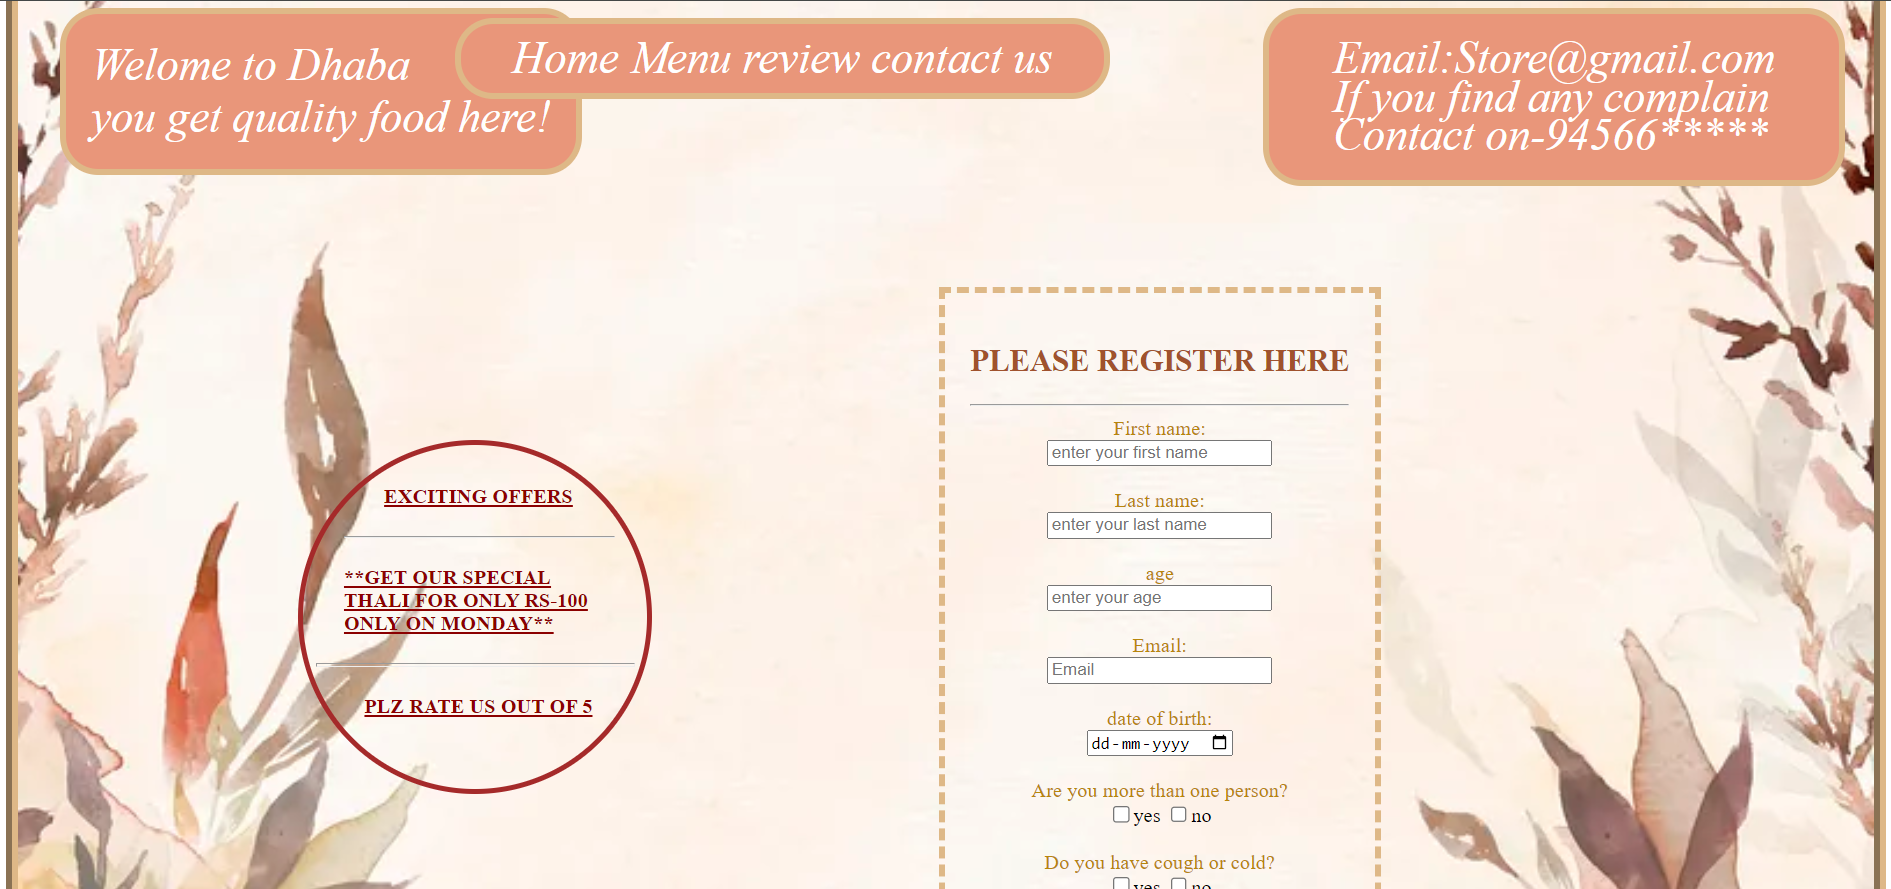 Welome to Dhaba
you get quality food here!
Home Menu review contact us
Email:Store@gmail.com
If you find any complain
Contact on-94566*****
EXCITING OFFERS
**GET OUR SPECIAL
THALI FOR ONLY RS-100
ONLY ON MONDAY**
PLZ RATE US OUT OF 5
PLEASE REGISTER HERE
First name:
enter your first name
Last name:
enter your last name
age
enter your age
Email:
Email
date of birth:
dd-mm-yyyy
Are you more than one person?
yes no
Do you have cough or cold?
yes no